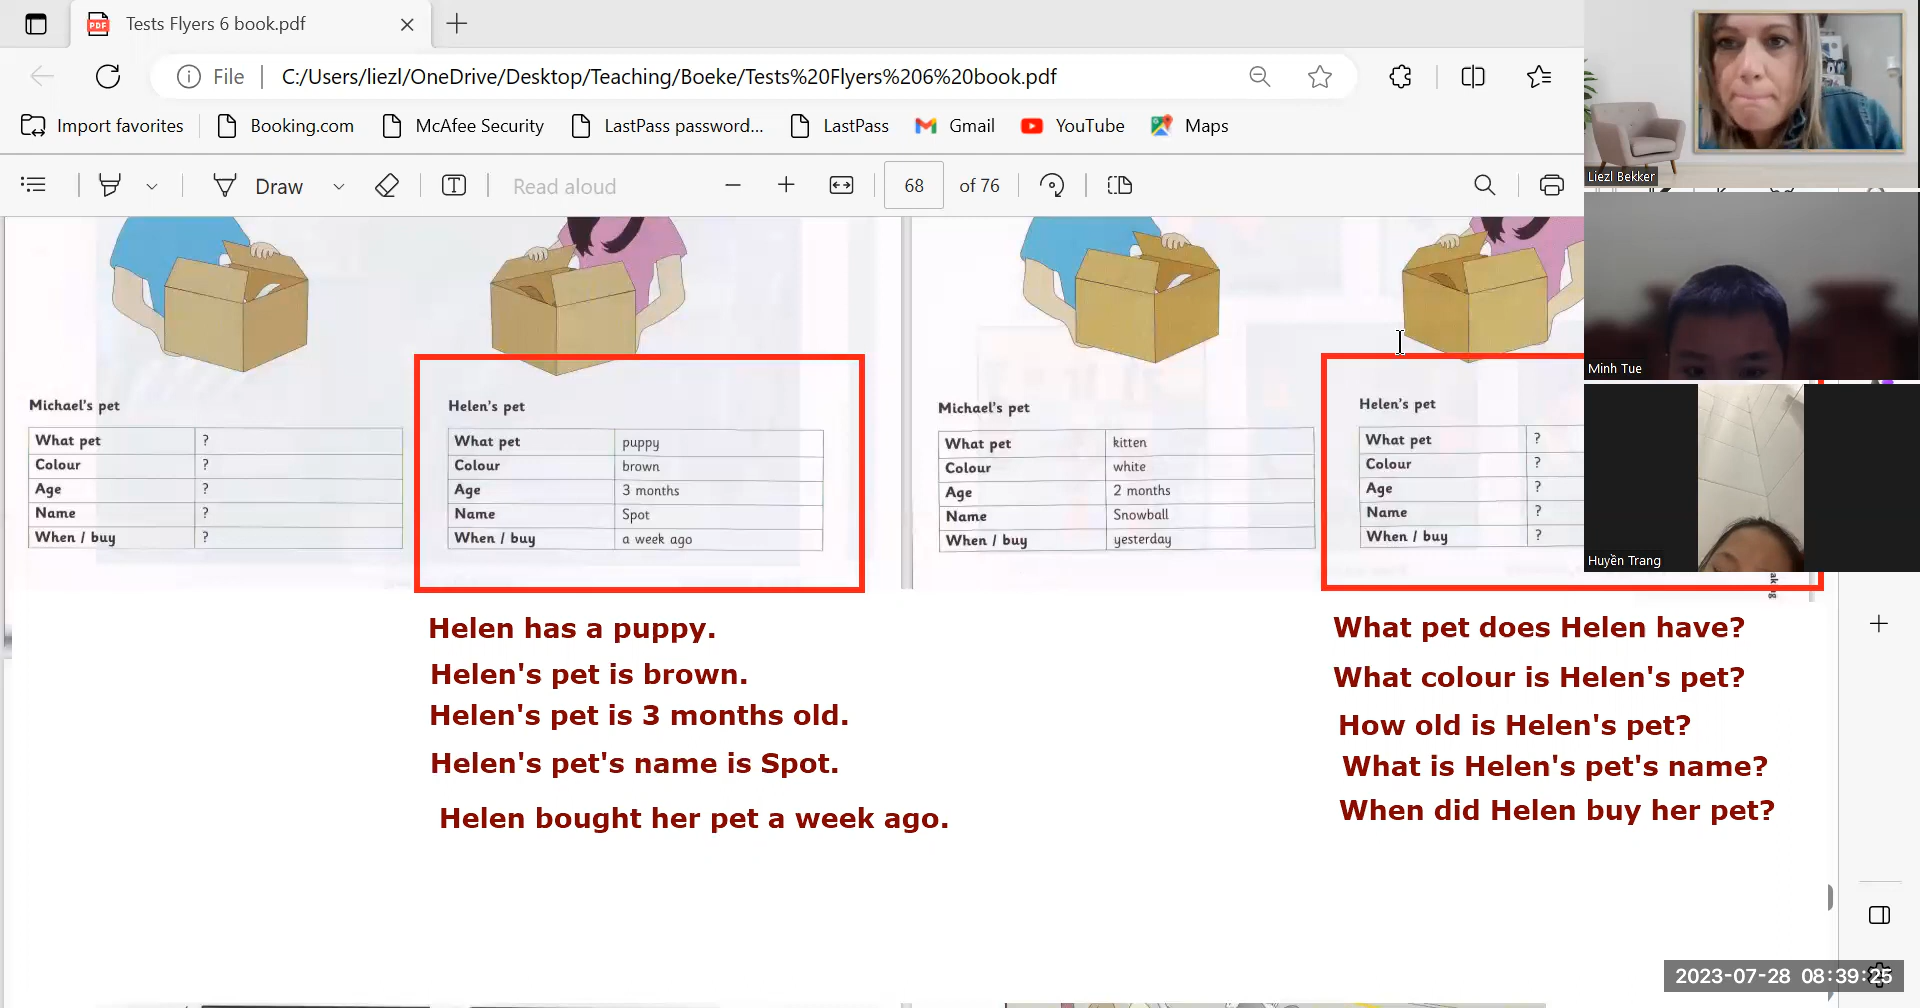 Tests Flyers 6 book.pdf
File
C:/Users/liezl/OneDrive/Desktop/Teaching/Boeke/Tests%20Flyers%206%20book.pdf
Import favorites
Booking.com
McAfee Security
LastPass password...
LastPass
Gmail
YouTube
Maps
Draw
Read aloud
68 of 76
Liezl Bekker
Minh Tue
Huyền Trang
Michael's pet
What pet ?
Colour ?
Age ?
Name ?
When / buy ?
Helen's pet
What pet puppy
Colour brown
Age 3 months
Name Spot
When / buy a week ago
Michael's pet
What pet kitten
Colour white
Age 2 months
Name Snowball
When / buy yesterday
Helen's pet
What pet ?
Colour ?
Age ?
Name ?
When / buy ?
Helen has a puppy.
Helen's pet is brown.
Helen's pet is 3 months old.
Helen's pet's name is Spot.
Helen bought her pet a week ago.
What pet does Helen have?
What colour is Helen's pet?
How old is Helen's pet?
What is Helen's pet's name?
When did Helen buy her pet?
2023-07-28 08:39:25